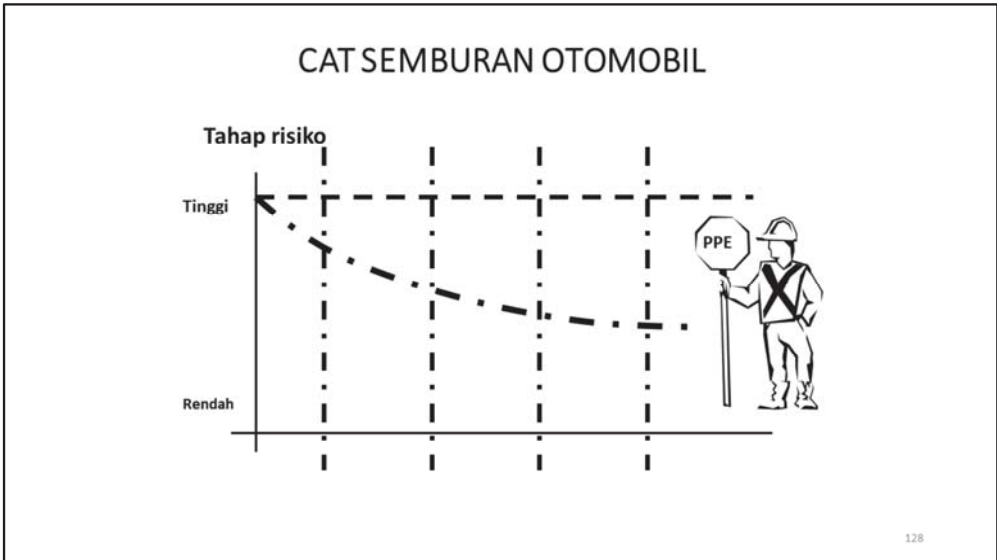 CAT SEMBURAN OTOMOBIL
Tahap risiko
Tinggi
PPE
Rendah
128